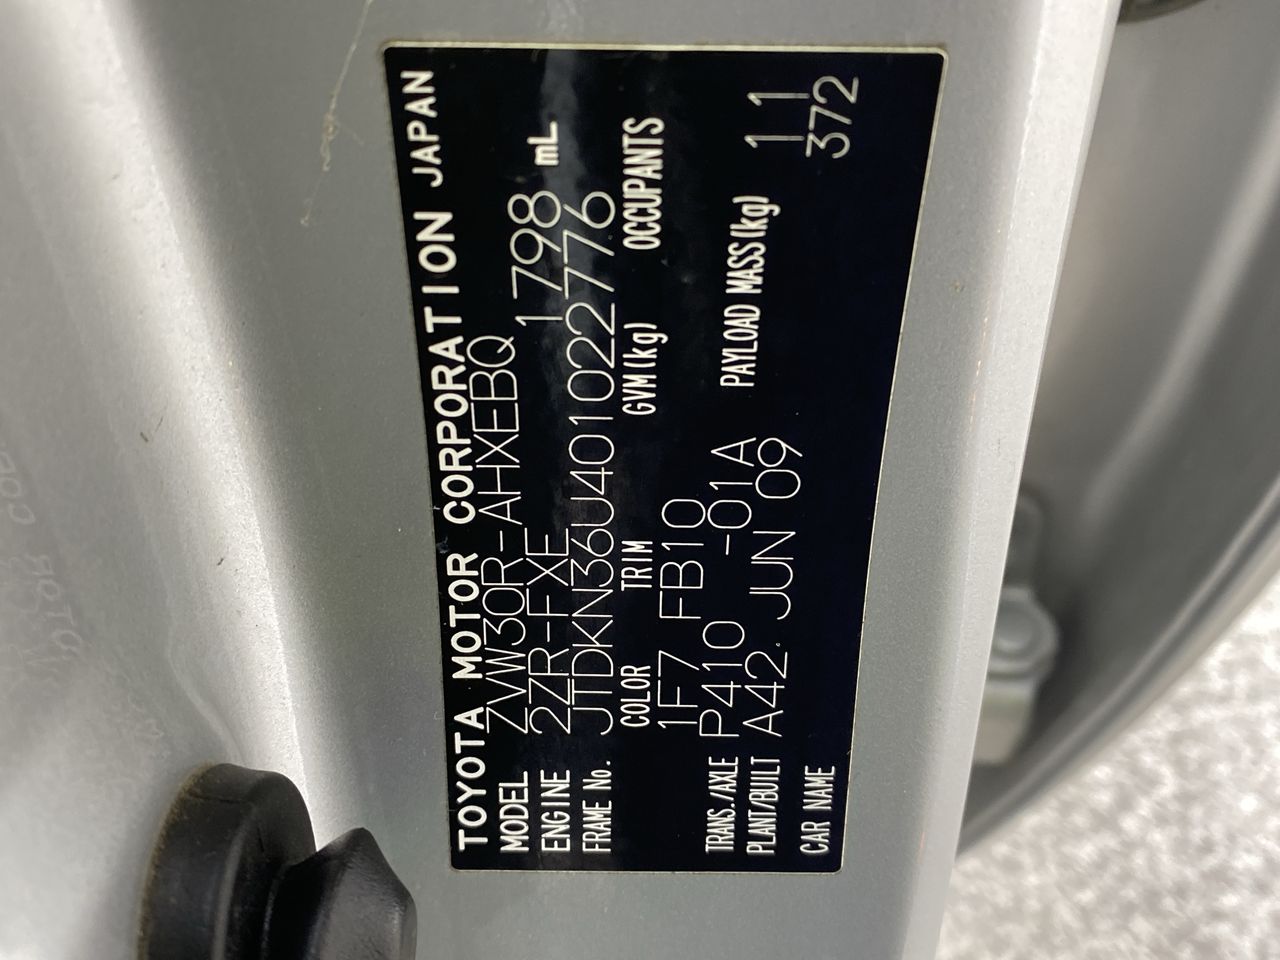 TOYOTA MOTOR CORPORATION JAPAN
MODEL ZVW30R-AHXEBQ
ENGINE 2ZR-FXE 1798 mL
FRAME No. JTDKN36U401022776
COLOR TRIM GVM(kg) OCCUPANTS
1F7 FB10
TRANS./AXLE P410 -01A PAYLOAD MASS(kg) 11
PLANT/BUILT A42. JUN 09 372
CAR NAME